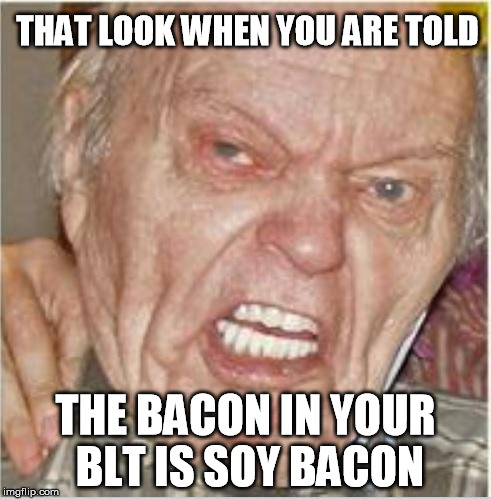 THAT LOOK WHEN YOU ARE TOLD
THE BACON IN YOUR
BLT IS SOY BACON
imgflip.com